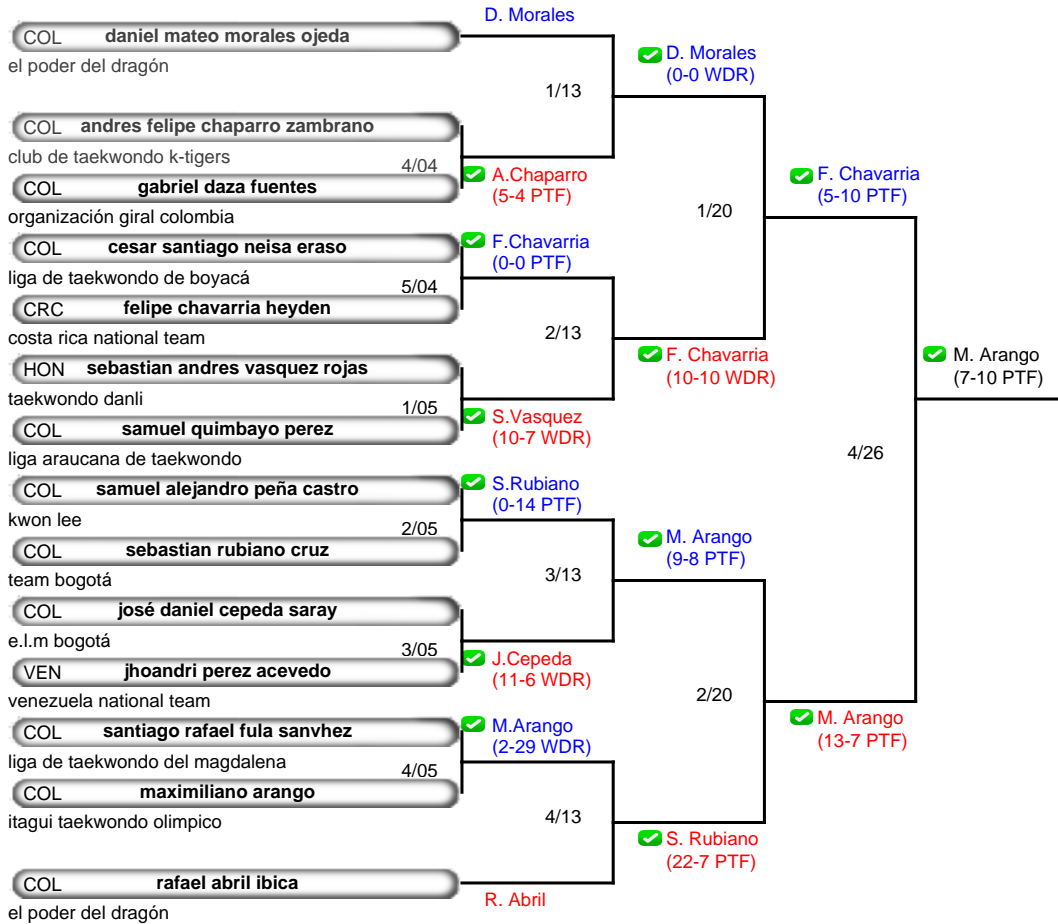 D. Morales
COL daniel mateo morales ojeda
el poder del dragón
D. Morales
(0-0 WDR)
1/13
COL andres felipe chaparro zambrano
club de taekwondo k-tigers
4/04
A.Chaparro
(5-4 PTF)
COL gabriel daza fuentes
organización giral colombia
F. Chavarria
(5-10 PTF)
1/20
COL cesar santiago neisa eraso
liga de taekwondo de boyacá
F.Chavarria
(0-0 PTF)
5/04
CRC felipe chavarria heyden
costa rica national team
2/13
F. Chavarria
(10-10 WDR)
HON sebastian andres vasquez rojas
taekwondo danli
1/05
S.Vasquez
(10-7 WDR)
COL samuel quimbayo perez
liga araucana de taekwondo
M. Arango
(7-10 PTF)
4/26
COL samuel alejandro peña castro
kwon lee
S.Rubiano
(0-14 PTF)
2/05
COL sebastian rubiano cruz
team bogotá
M. Arango
(9-8 PTF)
3/13
COL josé daniel cepeda saray
e.l.m bogotá
3/05
J.Cepeda
(11-6 WDR)
VEN jhoandri perez acevedo
venezuela national team
2/20
M. Arango
(13-7 PTF)
COL santiago rafael fula sanvhez
liga de taekwondo del magdalena
M.Arango
(2-29 WDR)
4/05
COL maximiliano arango
itagui taekwondo olimpico
4/13
S. Rubiano
(22-7 PTF)
COL rafael abril ibica
el poder del dragón
R. Abril